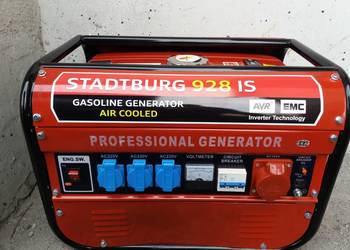 STADTBURG 928 IS
GASOLINE GENERATOR
AIR COOLED
AVR EMC
Inverter Technology
PROFESSIONAL GENERATOR
ENG.SW. AC220V AC220V AC220V VOLTMETER CIRCUIT BREAKER